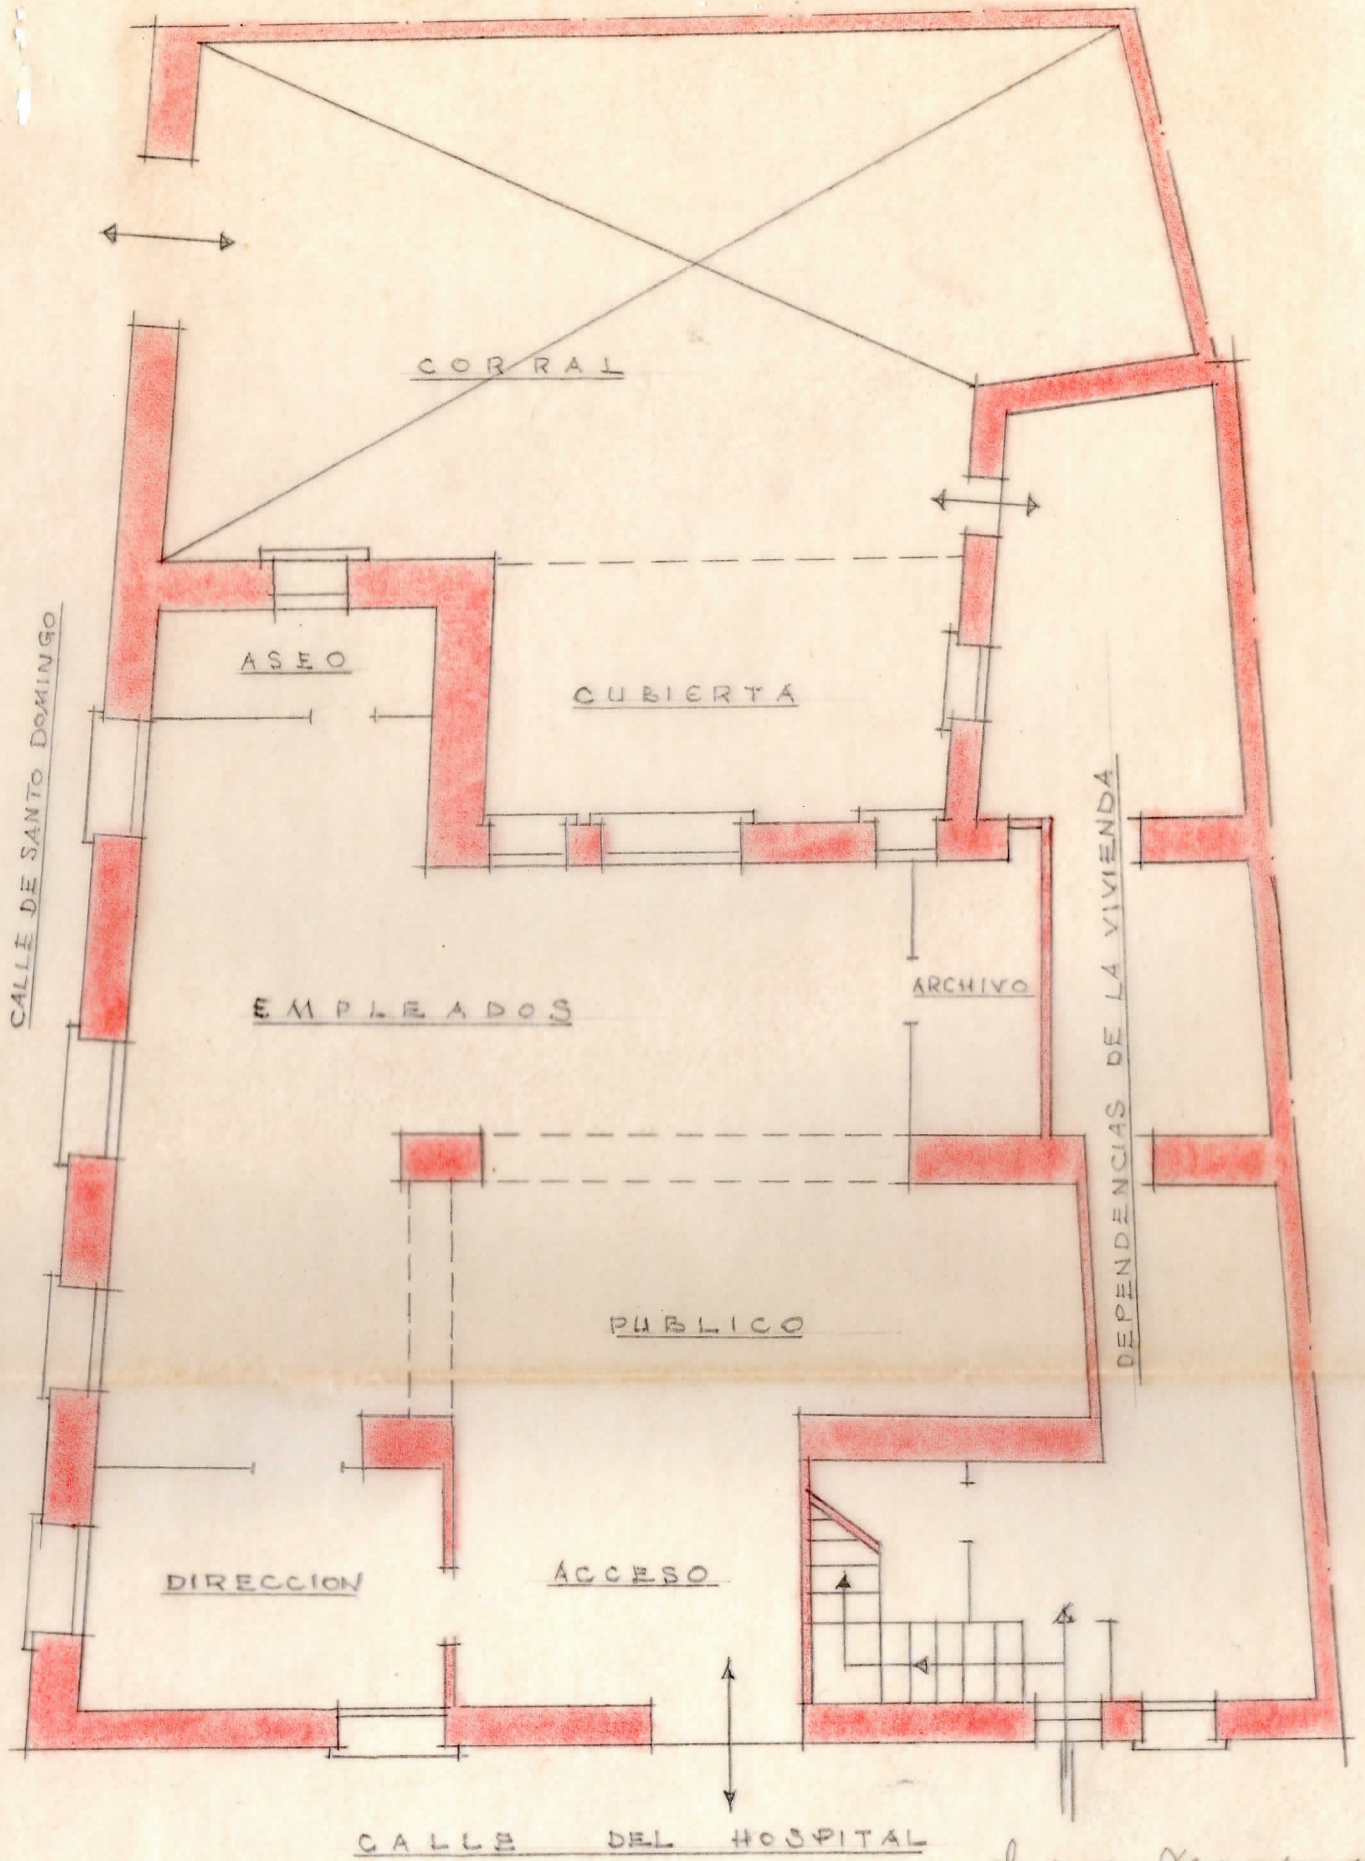 CORRAL
ASEO
CUBIERTA
CALLE DE SANTO DOMINGO
EMPLEADOS
ARCHIVO
DEPENDENCIAS DE LA VIVIENDA
PUBLICO
DIRECCION
ACCESO
CALLE DEL HOSPITAL